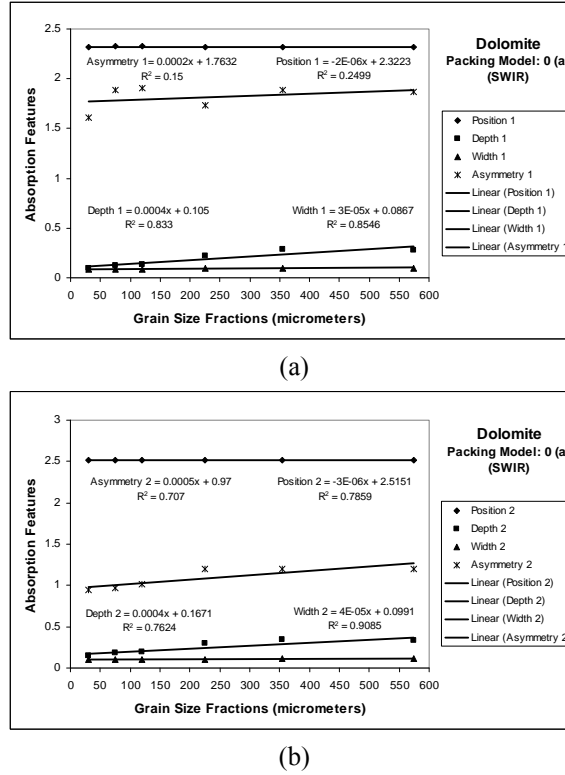 2.5
2
1.5
1
0.5
0
0 50 100 150 200 250 300 350 400 450 500 550 600
Absorption Features
Grain Size Fractions (micrometers)
Asymmetry 1= 0.0002x + 1.7632
R² = 0.15
Position 1 = -2E-06x + 2.3223
R² = 0.2499
Depth 1 = 0.0004x + 0.105
R² = 0.833
Width 1 = 3E-05x + 0.0867
R² = 0.8546
Dolomite
Packing Model: 0 (a
(SWIR)
Position 1
Depth 1
Width 1
Asymmetry 1
Linear (Position 1)
Linear (Depth 1)
Linear (Width 1)
Linear (Asymmetry 1
(a)
3
2.5
2
1.5
1
0.5
0
0 50 100 150 200 250 300 350 400 450 500 550 600
Absorption Features
Grain Size Fractions (micrometers)
Asymmetry 2 = 0.0005x + 0.97
R² = 0.707
Position 2 = -3E-06x + 2.5151
R² = 0.7859
Depth 2 = 0.0004x + 0.1671
R² = 0.7624
Width 2 = 4E-05x + 0.0991
R² = 0.9085
Dolomite
Packing Model: 0 (a
(SWIR)
Position 2
Depth 2
Width 2
Asymmetry 2
Linear (Position 2)
Linear (Depth 2)
Linear (Width 2)
Linear (Asymmetry 2
(b)